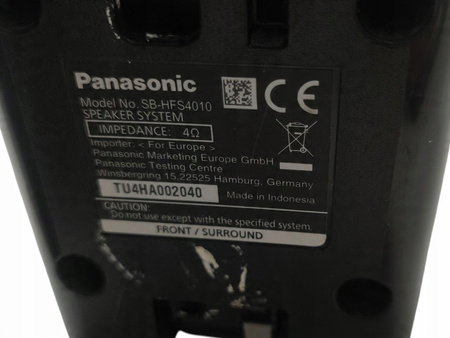 Panasonic
Model No. SB-HFS4010
SPEAKER SYSTEM
IMPEDANCE: 4Ω
Importer: < For Europe >
Panasonic Marketing Europe GmbH
Panasonic Testing Centre
Winsbergring 15,22525 Hamburg, Germany
TU4HA002040 Made in Indonesia
CAUTION:
Do not use except with the specified system.
FRONT / SURROUND